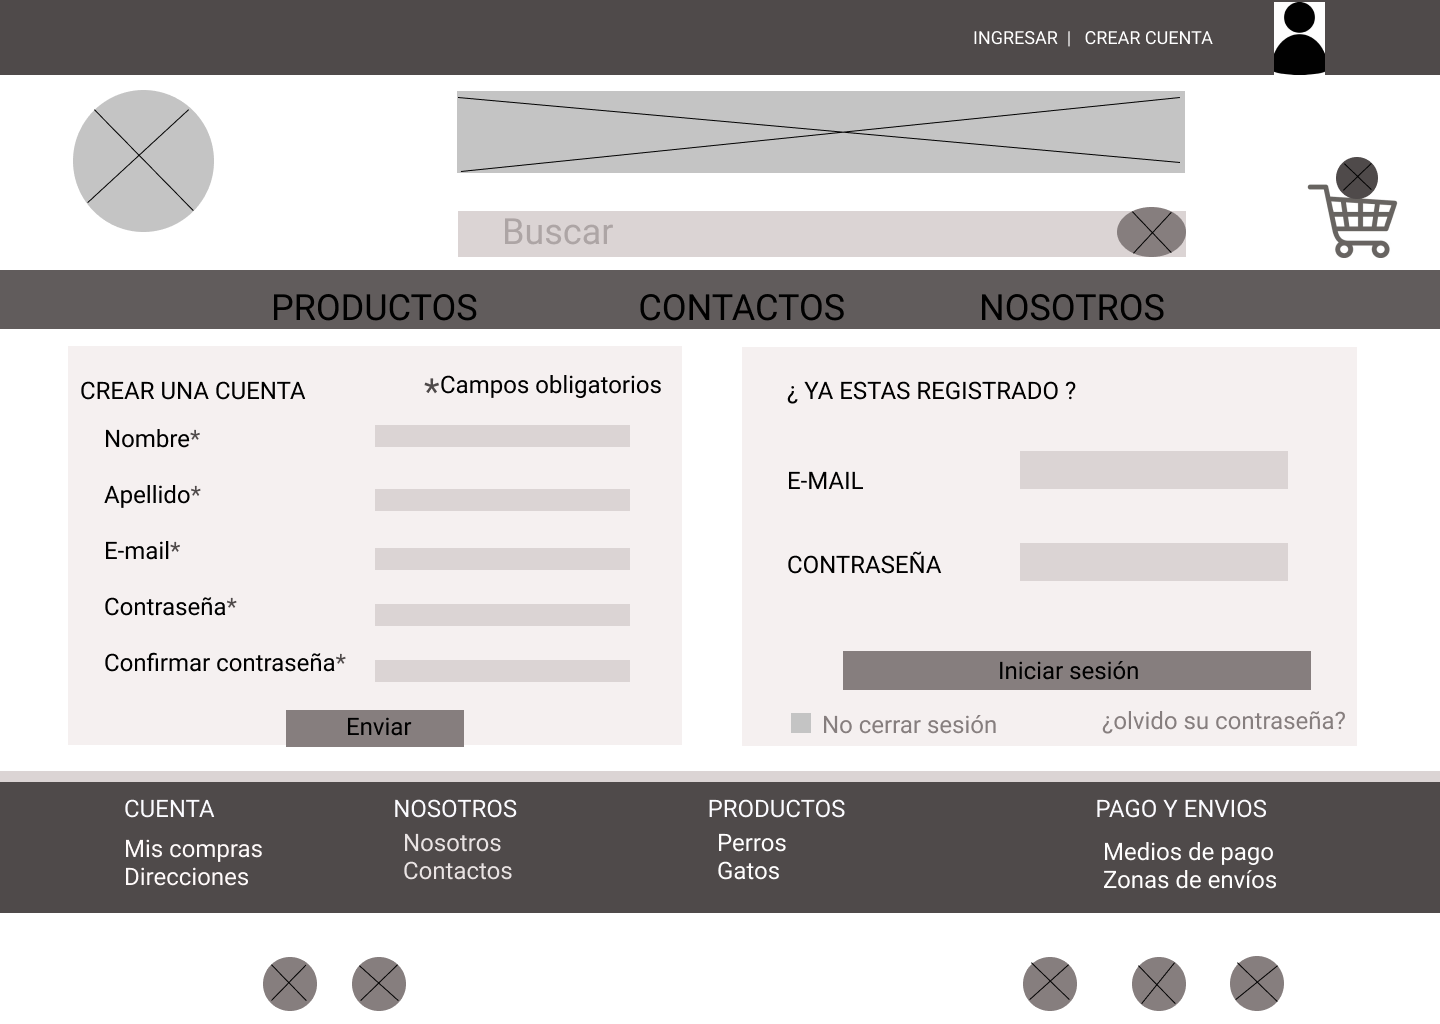 INGRESAR | CREAR CUENTA
Buscar
PRODUCTOS CONTACTOS NOSOTROS
CREAR UNA CUENTA
*Campos obligatorios
Nombre*
Apellido*
E-mail*
Contraseña*
Confirmar contraseña*
Enviar
¿ YA ESTAS REGISTRADO ?
E-MAIL
CONTRASEÑA
Iniciar sesión
No cerrar sesión
¿olvido su contraseña?
CUENTA
Mis compras
Direcciones
NOSOTROS
Nosotros
Contactos
PRODUCTOS
Perros
Gatos
PAGO Y ENVIOS
Medios de pago
Zonas de envíos